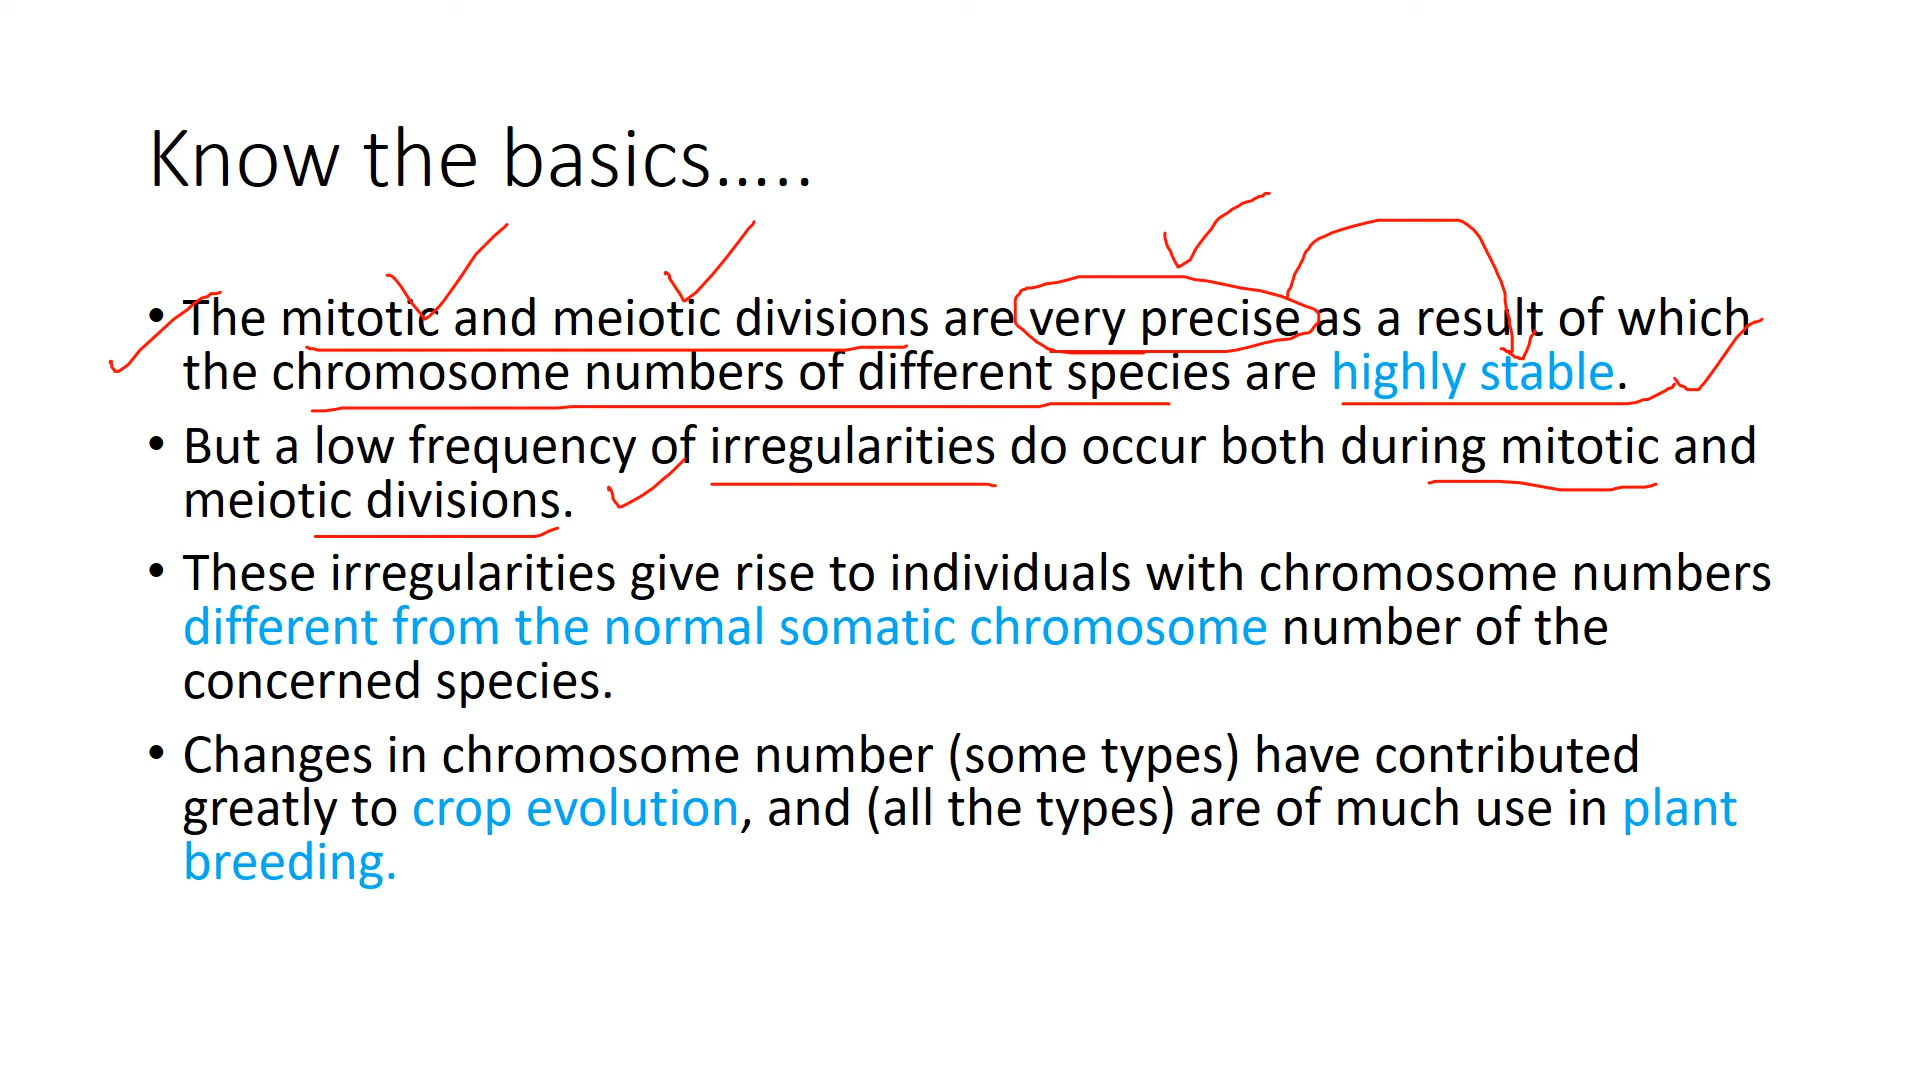 Know the basics.....
• The mitotic and meiotic divisions are very precise as a result of which
the chromosome numbers of different species are highly stable.
• But a low frequency of irregularities do occur both during mitotic and
meiotic divisions.
• These irregularities give rise to individuals with chromosome numbers
different from the normal somatic chromosome number of the
concerned species.
• Changes in chromosome number (some types) have contributed
greatly to crop evolution, and (all the types) are of much use in plant
breeding.